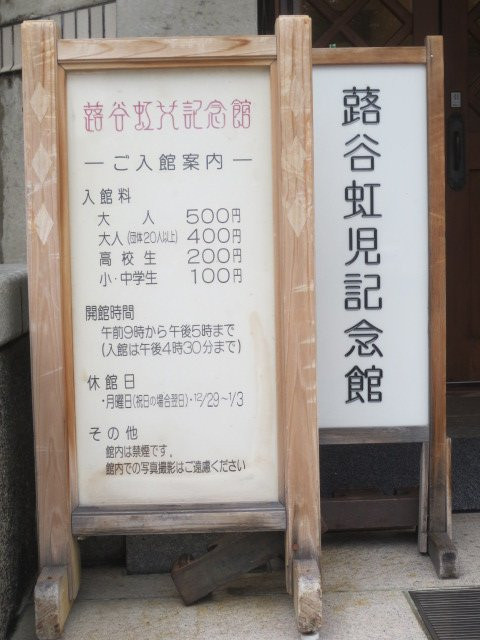 蕗谷虹児記念館
―ご入館案内―
入館料
大人 500円
大人(団体20人以上) 400円
高校生 200円
小・中学生 100円
開館時間
午前9時から午後5時まで
(入館は午後4時30分まで)
休館日
・月曜日(祝日の場合翌日)・12/29~1/3
その他
館内は禁煙です。
館内での写真撮影はご遠慮ください
蕗谷虹児記念館